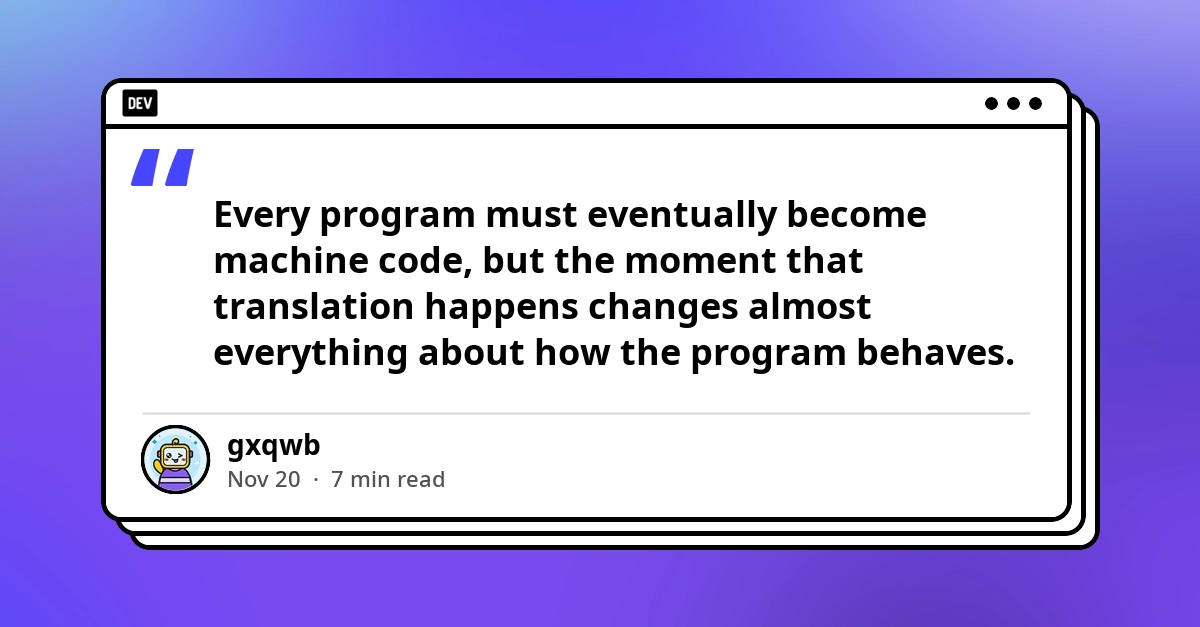 DEV
“
Every program must eventually become
machine code, but the moment that
translation happens changes almost
everything about how the program behaves.
gxqwb
Nov 20 · 7 min read